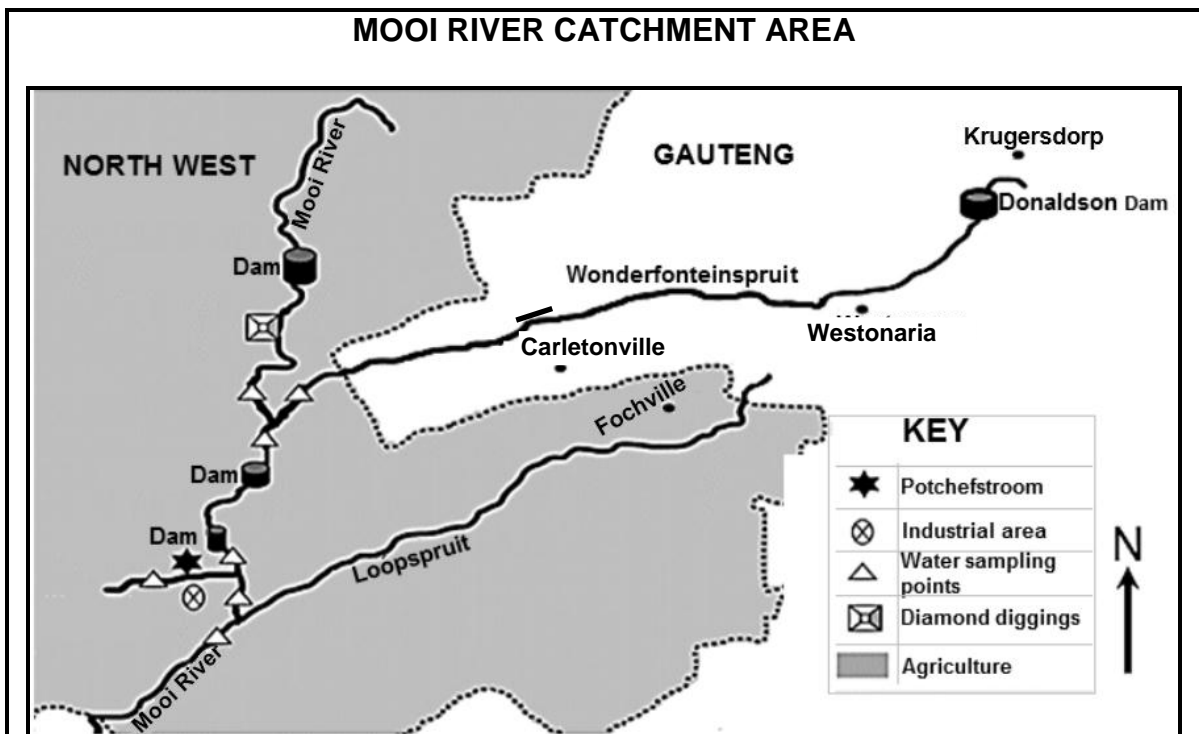 MOOI RIVER CATCHMENT AREA
NORTH WEST
Mooi River
GAUTENG
Krugersdorp
Donaldson Dam
Dam
Wonderfonteinspruit
Westonaria
Carletonville
Fochville
Dam
Dam
Loopspruit
Mooi River
KEY
Potchefstroom
Industrial area
Water sampling
points
Diamond diggings
Agriculture
N